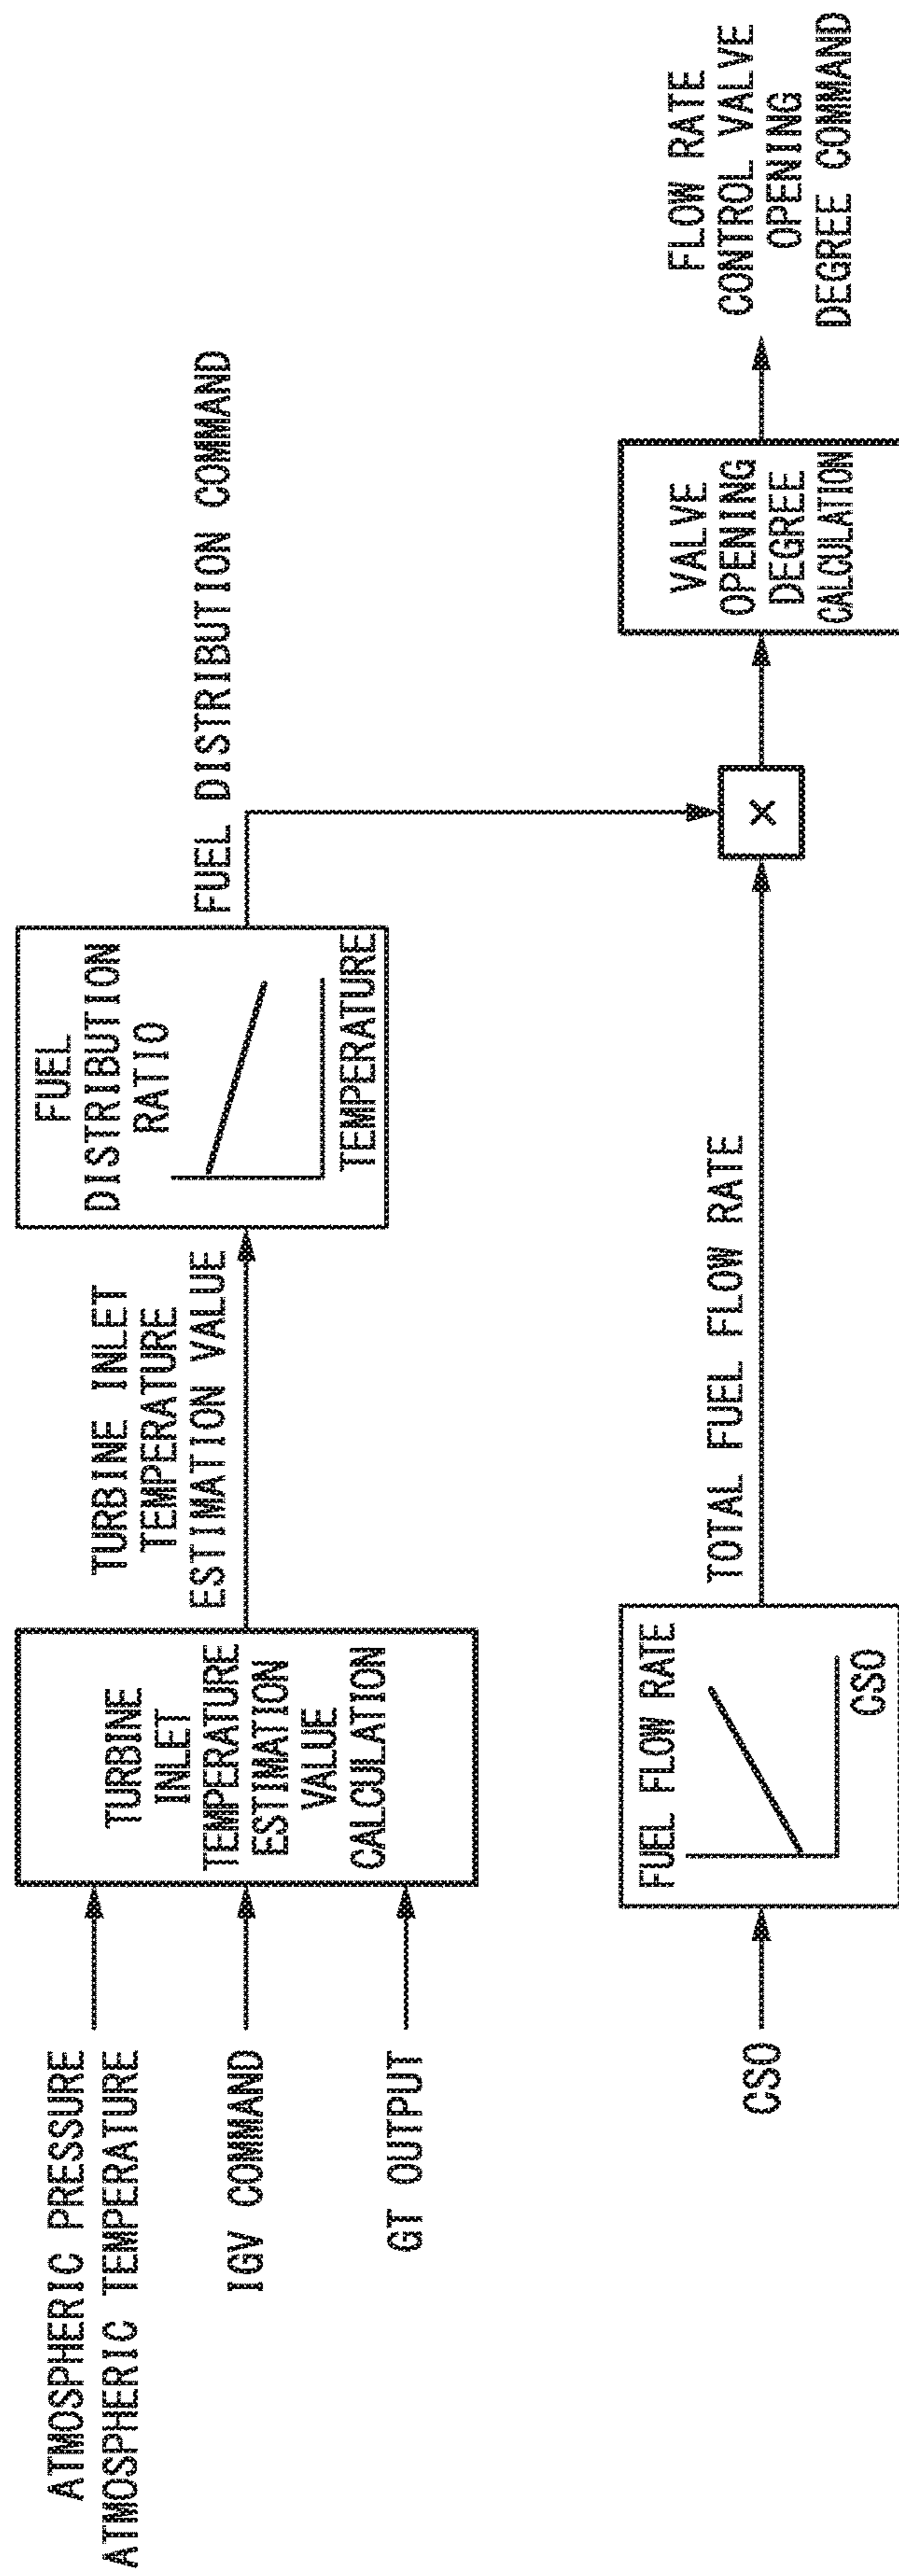 ATMOSPHERIC PRESSURE
ATMOSPHERIC TEMPERATURE
IGV COMMAND
GT OUTPUT
TURBINE
INLET
TEMPERATURE
ESTIMATION
VALUE
CALCULATION
TURBINE INLET
TEMPERATURE
ESTIMATION VALUE
FUEL
DISTRIBUTION
RATIO
TEMPERATURE
FUEL DISTRIBUTION COMMAND
CSO
FUEL FLOW RATE
CSO
TOTAL FUEL FLOW RATE
×
VALVE
OPENING
DEGREE
CALCULATION
FLOW RATE
CONTROL VALVE
OPENING
DEGREE COMMAND